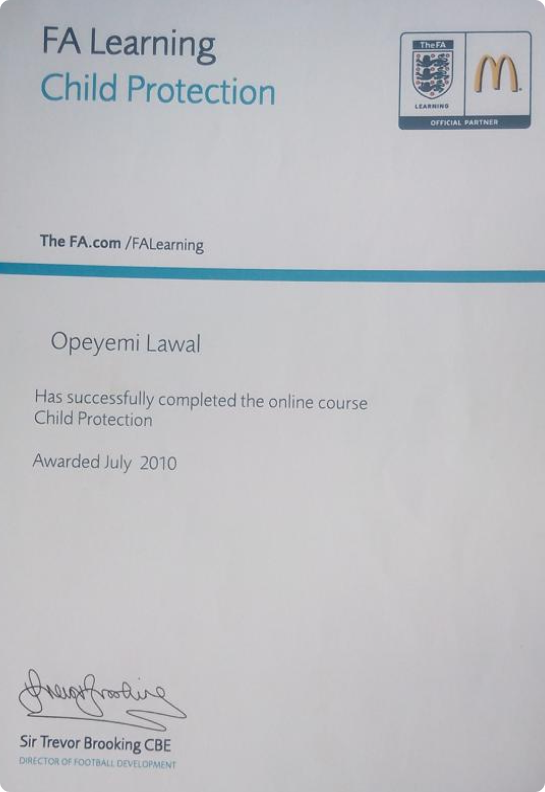 FA Learning
Child Protection
TheFA
LEARNING
OFFICIAL PARTNER
The FA.com /FALearning
Opeyemi Lawal
Has successfully completed the online course
Child Protection
Awarded July 2010
Trevor Brooking
Sir Trevor Brooking CBE
DIRECTOR OF FOOTBALL DEVELOPMENT